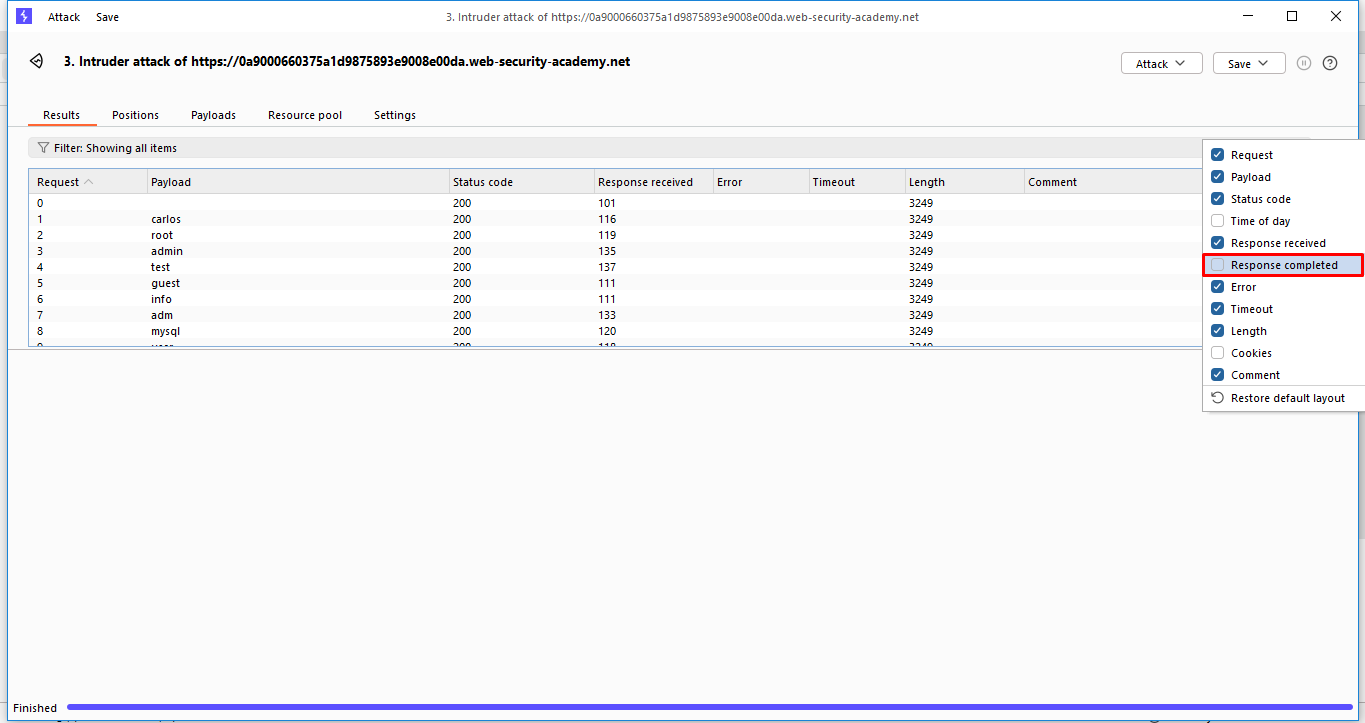 Attack Save 3. Intruder attack of https://0a9000660375a1d9875893e9008e00da.web-security-academy.net
3. Intruder attack of https://0a9000660375a1d9875893e9008e00da.web-security-academy.net Attack Save
Results Positions Payloads Resource pool Settings
Filter: Showing all items
Request Payload Status code Response received Error Timeout Length Comment
0 200 101 3249
1 carlos 200 116 3249
2 root 200 119 3249
3 admin 200 135 3249
4 test 200 137 3249
5 guest 200 111 3249
6 info 200 111 3249
7 adm 200 133 3249
8 mysql 200 120 3249
Request
Payload
Status code
Time of day
Response received
Response completed
Error
Timeout
Length
Cookies
Comment
Restore default layout
Finished